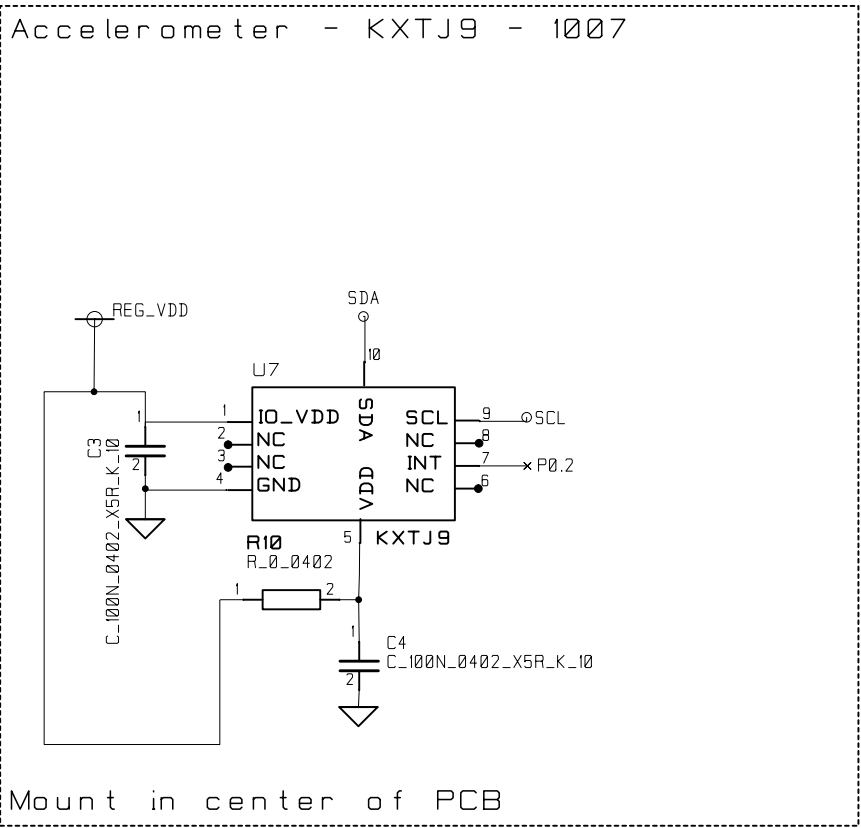 Accelerometer - KXTJ9 - 1007
SDA
REG_VDD
10
U7
1
1
IO_VDD
SDA
SCL
9
SCL
2
NC
NC
8
C3
2
3
NC
INT
7
P0.2
4
GND
VDD
NC
6
C_100N_0402_X5R_K_10
5
KXTJ9
R10
R_0_0402
1
2
1
C4
C_100N_0402_X5R_K_10
2
Mount in center of PCB